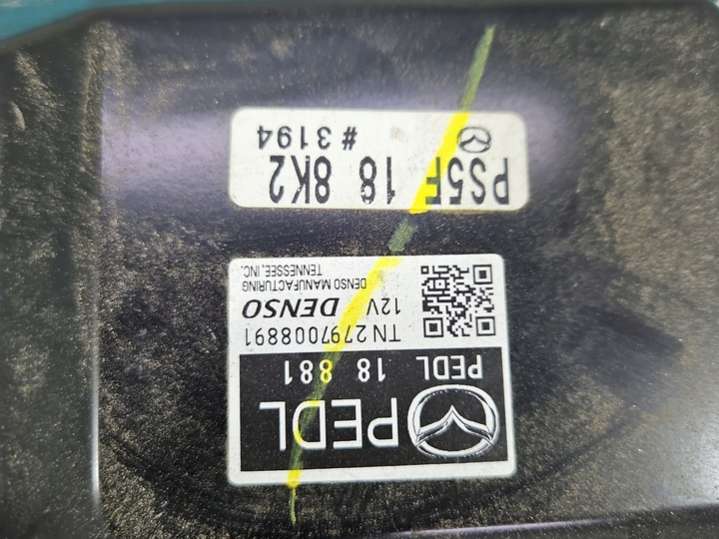 PEDL
PEDL 18 881
TN 2797008891
12V DENSO
DENSO MANUFACTURING
TENNESSEE, INC.
PS5F 18 8K2
# 3194